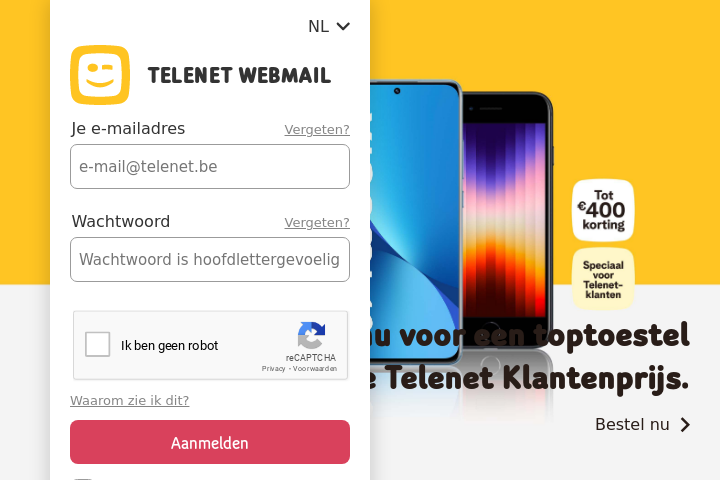 NL
TELENET WEBMAIL
Je e-mailadres
Vergeten?
e-mail@telenet.be
Wachtwoord
Vergeten?
Wachtwoord is hoofdlettergevoelig
Ik ben geen robot
reCAPTCHA
Privacy - Voorwaarden
Waarom zie ik dit?
Aanmelden
Tot
€400
korting
Speciaal
voor
Telenet-
klanten
voor een toptoestel
Telenet Klantenprijs.
Bestel nu